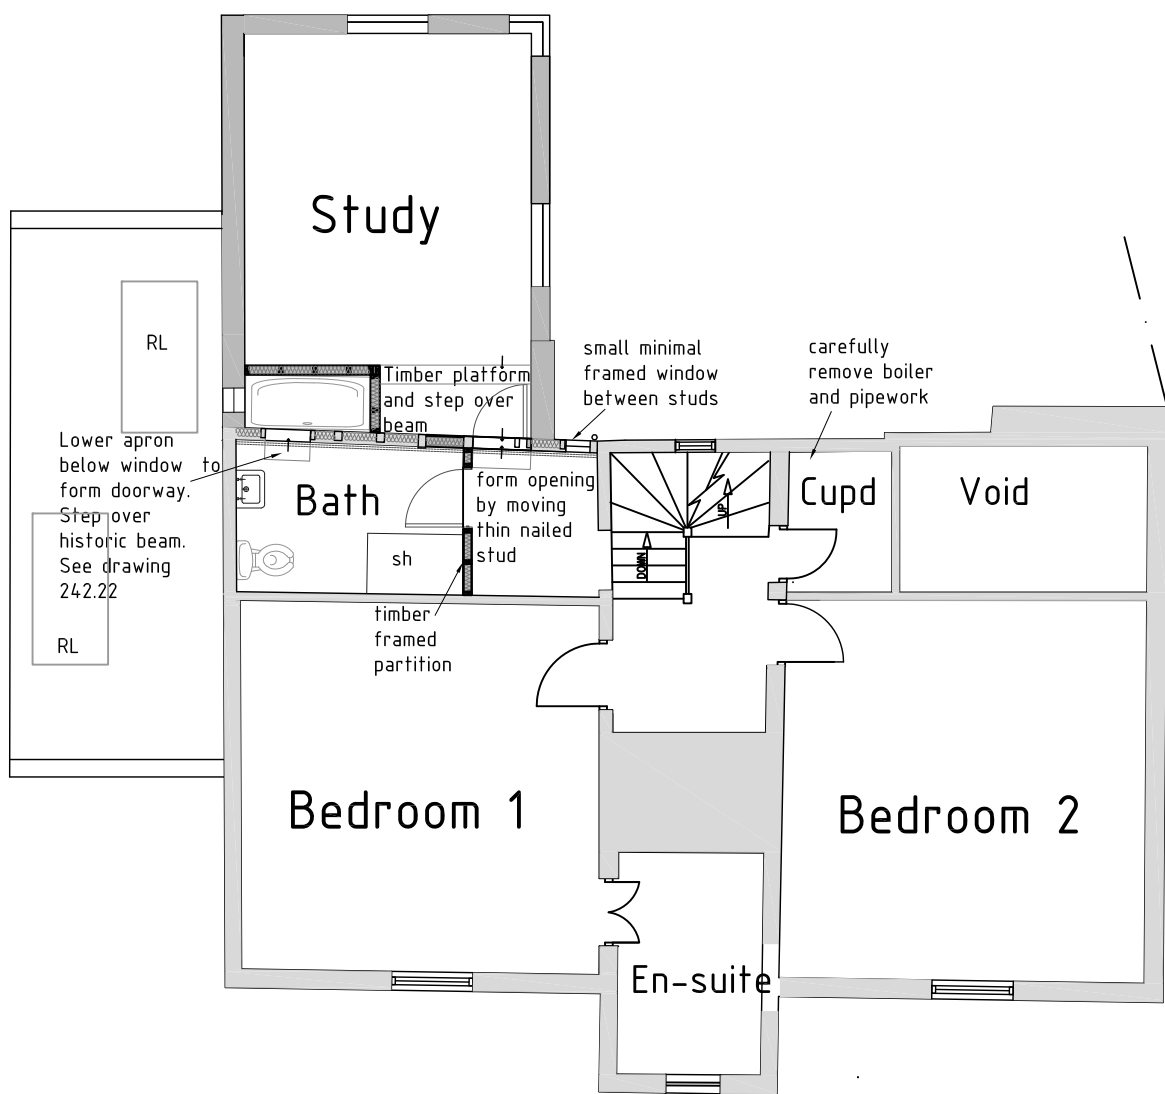 Study
RL
small minimal
framed window
between studs
carefully
remove boiler
and pipework
Timber platform
and step over
beam
Lower apron
below window to
form doorway.
Step over
historic beam.
See drawing
242.22
Bath
form opening
by moving
thin nailed
stud
UP
DOWN
Cupd
Void
sh
RL
timber
framed
partition
Bedroom 1
Bedroom 2
En-suite